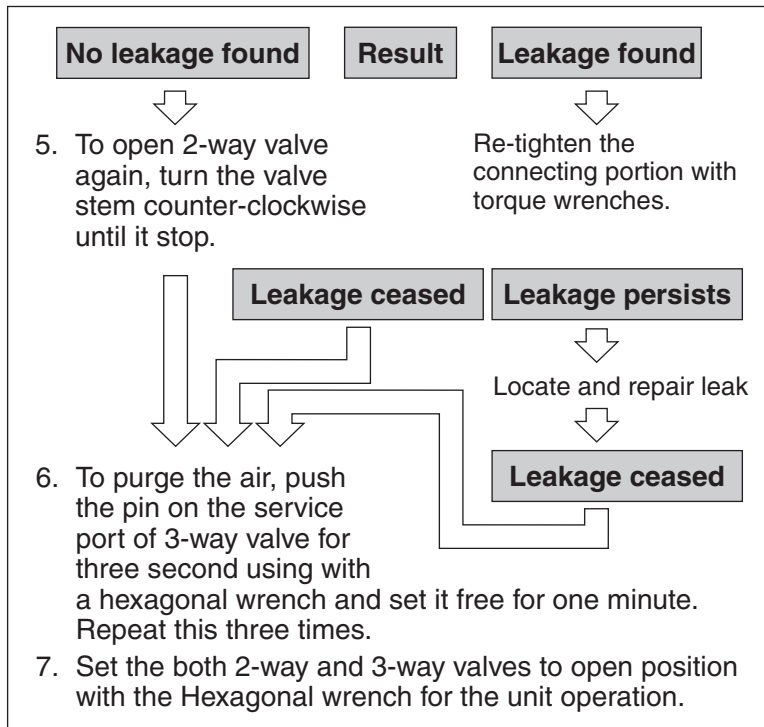 No leakage found
Result
Leakage found
5. To open 2-way valve
again, turn the valve
stem counter-clockwise
until it stop.
Re-tighten the
connecting portion with
torque wrenches.
Leakage ceased
Leakage persists
Locate and repair leak
Leakage ceased
6. To purge the air, push
the pin on the service
port of 3-way valve for
three second using with
a hexagonal wrench and set it free for one minute.
Repeat this three times.
7. Set the both 2-way and 3-way valves to open position
with the Hexagonal wrench for the unit operation.